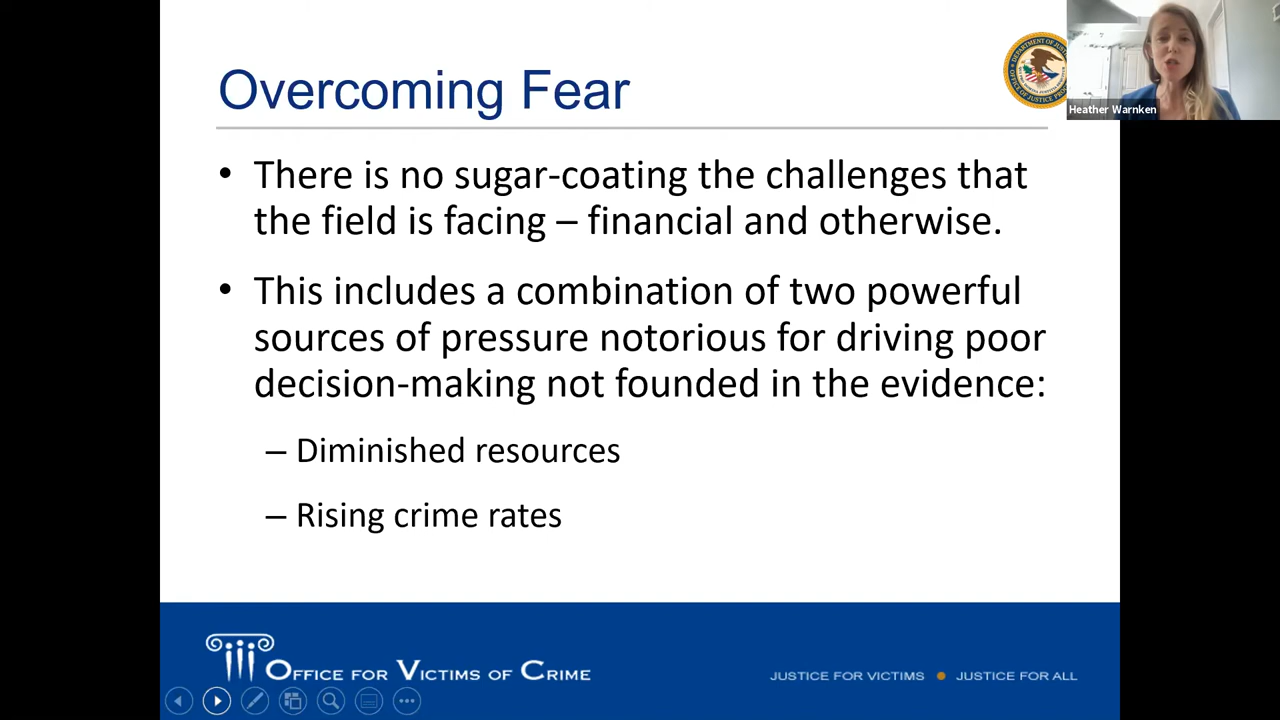 Overcoming Fear
Heather Warnken
• There is no sugar-coating the challenges that
the field is facing – financial and otherwise.
• This includes a combination of two powerful
sources of pressure notorious for driving poor
decision-making not founded in the evidence:
– Diminished resources
– Rising crime rates
OFFICE FOR VICTIMS OF CRIME
JUSTICE FOR VICTIMS • JUSTICE FOR ALL